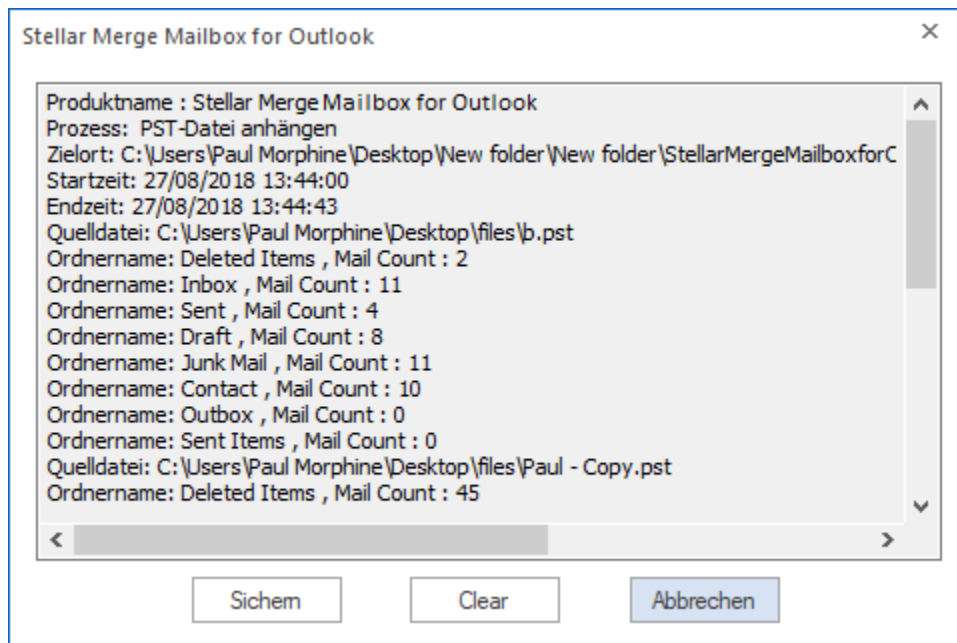 Stellar Merge Mailbox for Outlook
Produktname : Stellar Merge Mailbox for Outlook
Prozess:  PST-Datei anhängen
Zielort: C:\Users\Paul Morphine\Desktop\New folder\New folder\StellarMergeMailboxforC
Startzeit: 27/08/2018 13:44:00
Endzeit: 27/08/2018 13:44:43
Quelldatei: C:\Users\Paul Morphine\Desktop\files\b.pst
Ordnername: Deleted Items , Mail Count : 2
Ordnername: Inbox , Mail Count : 11
Ordnername: Sent , Mail Count : 4
Ordnername: Draft , Mail Count : 8
Ordnername: Junk Mail , Mail Count : 11
Ordnername: Contact , Mail Count : 10
Ordnername: Outbox , Mail Count : 0
Ordnername: Sent Items , Mail Count : 0
Quelldatei: C:\Users\Paul Morphine\Desktop\files\Paul - Copy.pst
Ordnername: Deleted Items , Mail Count : 45
Sichern Clear Abbrechen